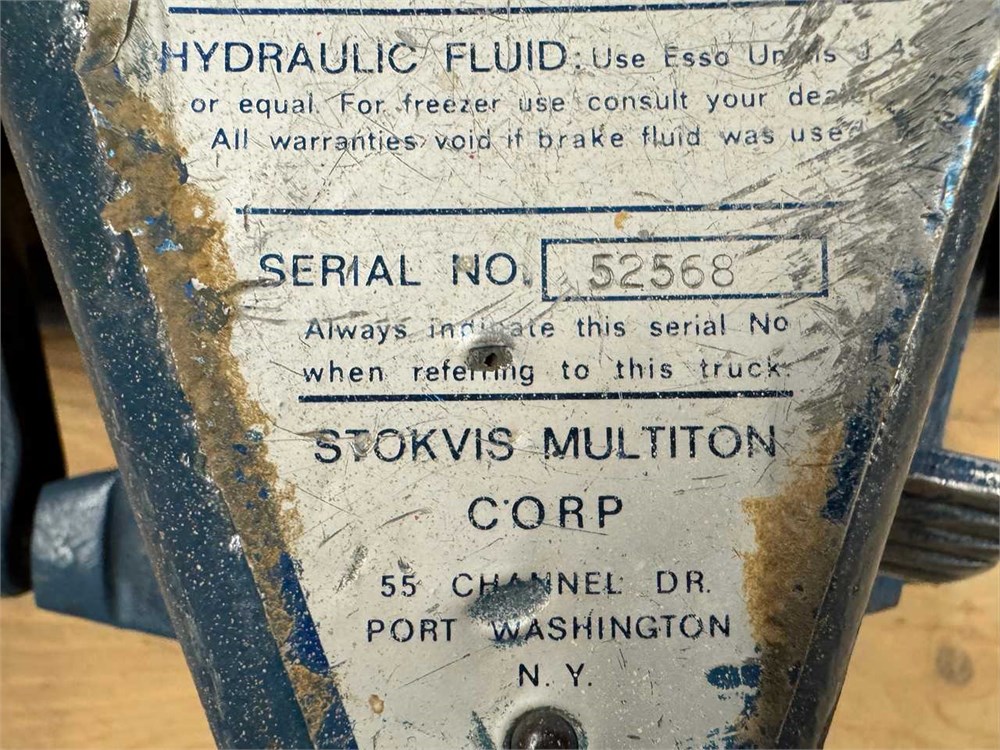 HYDRAULIC FLUID: Use Esso
or equal. For freezer use consult your
All warranties void if brake fluid was used
SERIAL NO. 52568
Always indicate this serial No
when referring to this truck.
STOKVIS MULTITON
CORP
55 CHANNEL DR.
PORT WASHINGTON
N. Y.